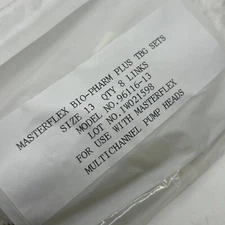 MASTERFLEX BIO-PHARM PLUS TBG SETS
SIZE 13 QTY 8 LINKS
MODEL NO.96116-13
LOT NO.1W021598
FOR USE WITH MASTERFLEX
MULTICHANNEL PUMP HEADS